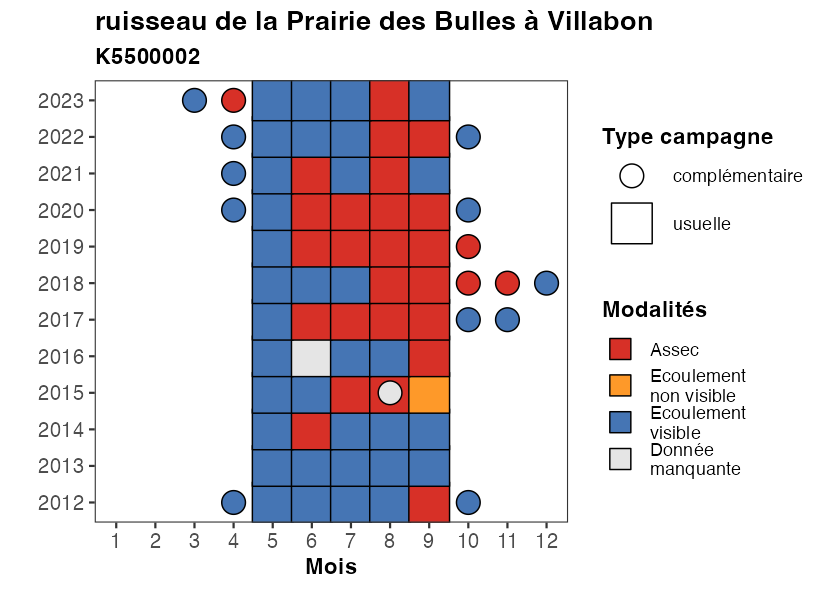 ruisseau de la Prairie des Bulles à Villabon
K5500002
2023
2022
2021
2020
2019
2018
2017
2016
2015
2014
2013
2012
1 2 3 4 5 6 7 8 9 10 11 12
Mois
Type campagne
complémentaire
usuelle
Modalités
Assec
Ecoulement
non visible
Ecoulement
visible
Donnée
manquante